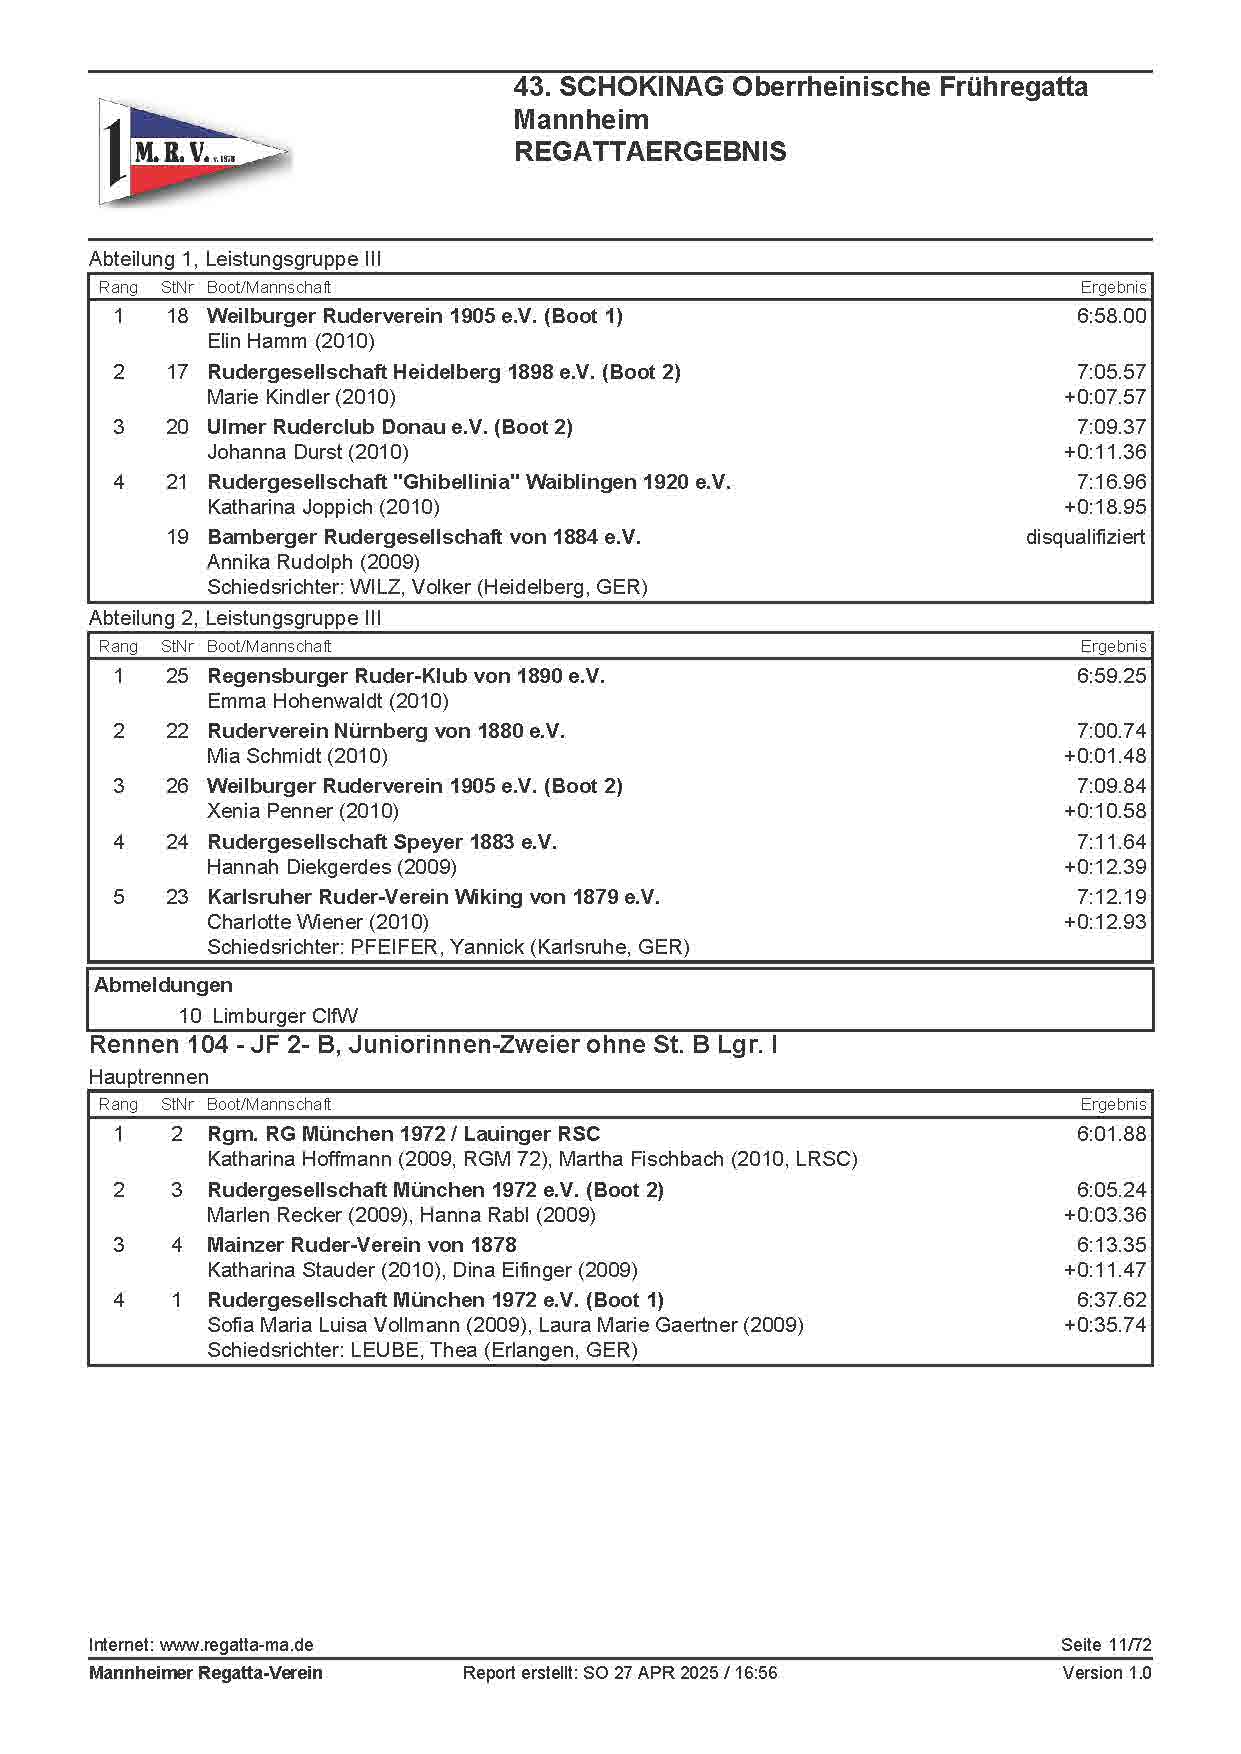 43. SCHOKINAG Oberrheinische Frühregatta
Mannheim
REGATTAERGEBNIS
1 M. R. V. v. 1878
Abteilung 1, Leistungsgruppe III
Rang StNr Boot/Mannschaft Ergebnis
1 18 Weilburger Ruderverein 1905 e.V. (Boot 1) 6:58.00
Elin Hamm (2010)
2 17 Rudergesellschaft Heidelberg 1898 e.V. (Boot 2) 7:05.57
Marie Kindler (2010) +0:07.57
3 20 Ulmer Ruderclub Donau e.V. (Boot 2) 7:09.37
Johanna Durst (2010) +0:11.36
4 21 Rudergesellschaft "Ghibellinia" Waiblingen 1920 e.V. 7:16.96
Katharina Joppich (2010) +0:18.95
19 Bamberger Rudergesellschaft von 1884 e.V. disqualifiziert
Annika Rudolph (2009)
Schiedsrichter: WILZ, Volker (Heidelberg, GER)
Abteilung 2, Leistungsgruppe III
Rang StNr Boot/Mannschaft Ergebnis
1 25 Regensburger Ruder-Klub von 1890 e.V. 6:59.25
Emma Hohenwaldt (2010)
2 22 Ruderverein Nürnberg von 1880 e.V. 7:00.74
Mia Schmidt (2010) +0:01.48
3 26 Weilburger Ruderverein 1905 e.V. (Boot 2) 7:09.84
Xenia Penner (2010) +0:10.58
4 24 Rudergesellschaft Speyer 1883 e.V. 7:11.64
Hannah Diekgerdes (2009) +0:12.39
5 23 Karlsruher Ruder-Verein Wiking von 1879 e.V. 7:12.19
Charlotte Wiener (2010) +0:12.93
Schiedsrichter: PFEIFER, Yannick (Karlsruhe, GER)
Abmeldungen
10 Limburger ClfW
Rennen 104 - JF 2- B, Juniorinnen-Zweier ohne St. B Lgr. I
Hauptrennen
Rang StNr Boot/Mannschaft Ergebnis
1 2 Rgm. RG München 1972 / Lauinger RSC 6:01.88
Katharina Hoffmann (2009, RGM 72), Martha Fischbach (2010, LRSC)
2 3 Rudergesellschaft München 1972 e.V. (Boot 2) 6:05.24
Marlen Recker (2009), Hanna Rabl (2009) +0:03.36
3 4 Mainzer Ruder-Verein von 1878 6:13.35
Katharina Stauder (2010), Dina Eifinger (2009) +0:11.47
4 1 Rudergesellschaft München 1972 e.V. (Boot 1) 6:37.62
Sofia Maria Luisa Vollmann (2009), Laura Marie Gaertner (2009) +0:35.74
Schiedsrichter: LEUBE, Thea (Erlangen, GER)
Internet: www.regatta-ma.de Seite 11/72
Mannheimer Regatta-Verein Report erstellt: SO 27 APR 2025 / 16:56 Version 1.0